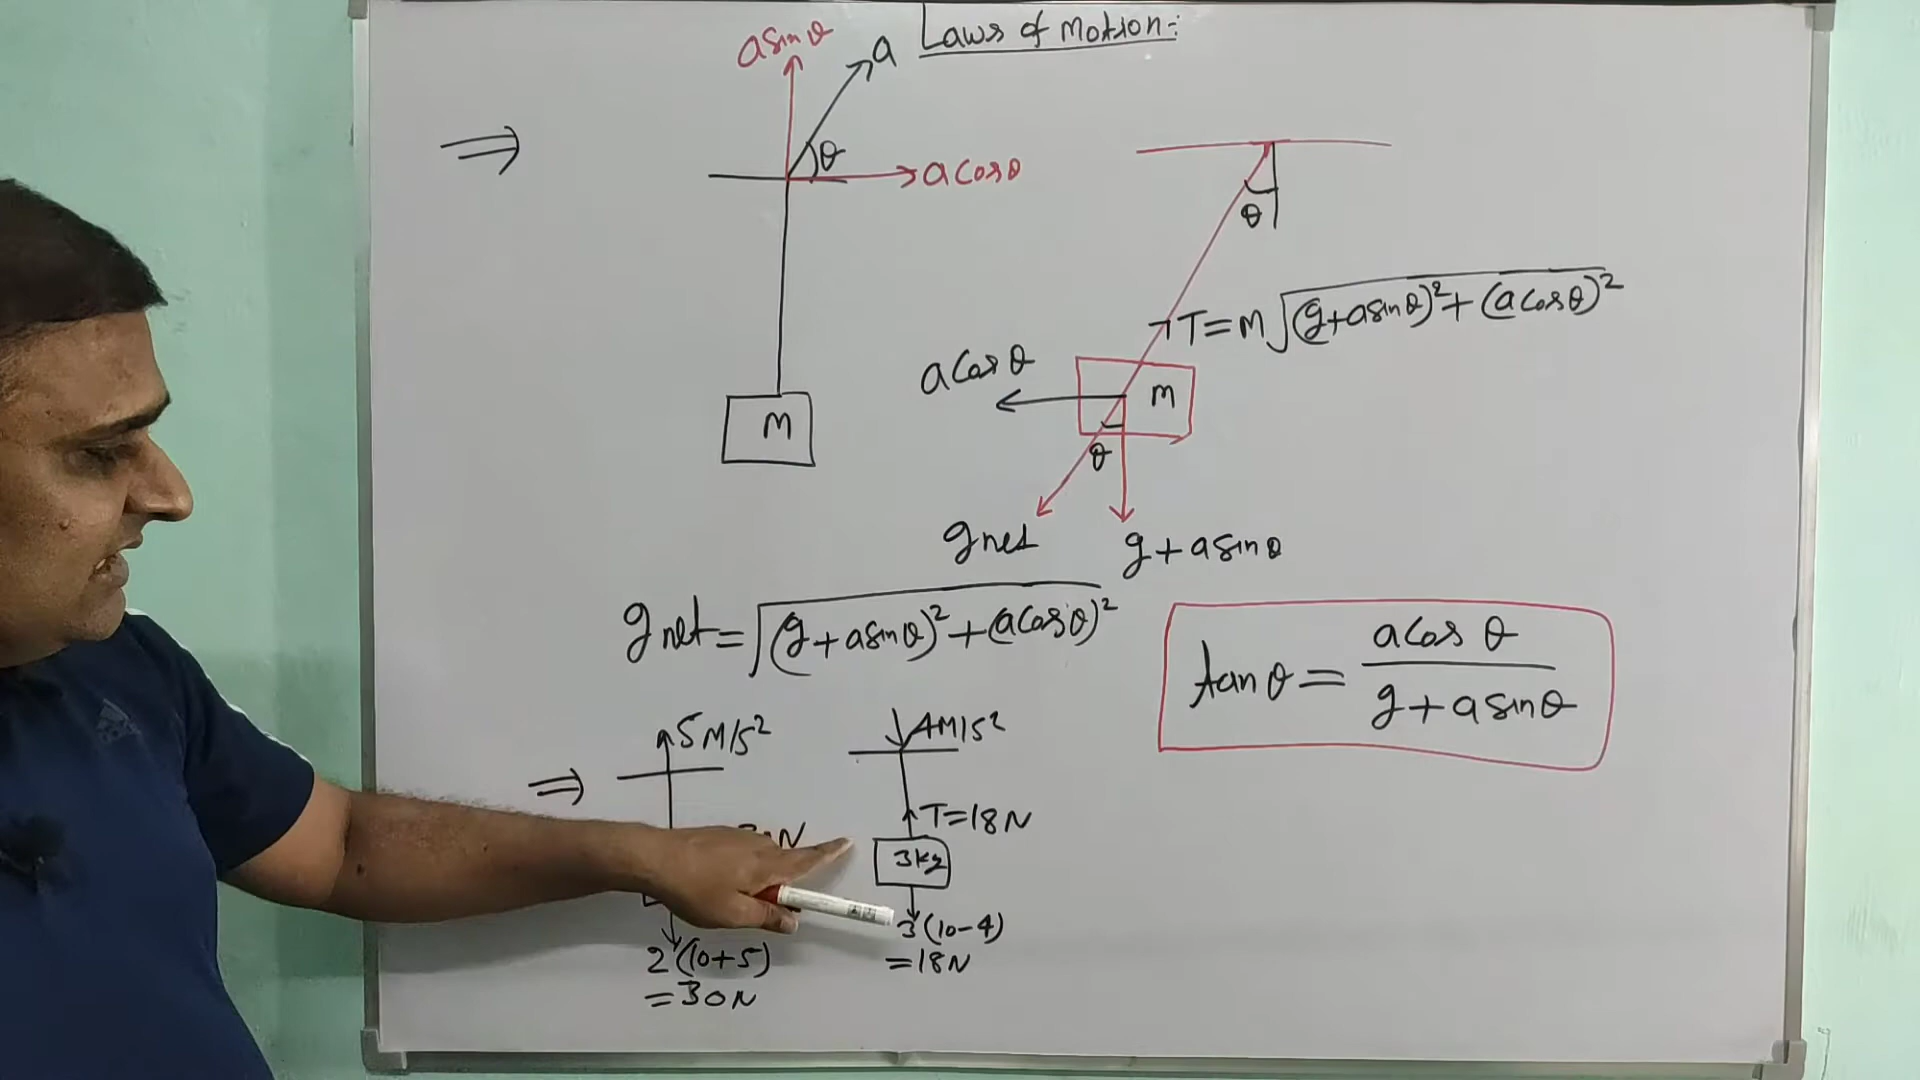 Laws of Motion:-
a sin θ
a
θ
a cos θ
⇒
θ
T = M √(g + a sin θ)² + (a cos θ)²
a cos θ
M
M
θ
g net
g + a sin θ
g net = √(g + a sin θ)² + (a cos θ)²
tan θ = a cos θ / g + a sin θ
5 M/s²
4 M/s²
⇒
T = 18 N
N
3 kg
3 (10 - 4)
= 18 N
2 (10 + 5)
= 30 N